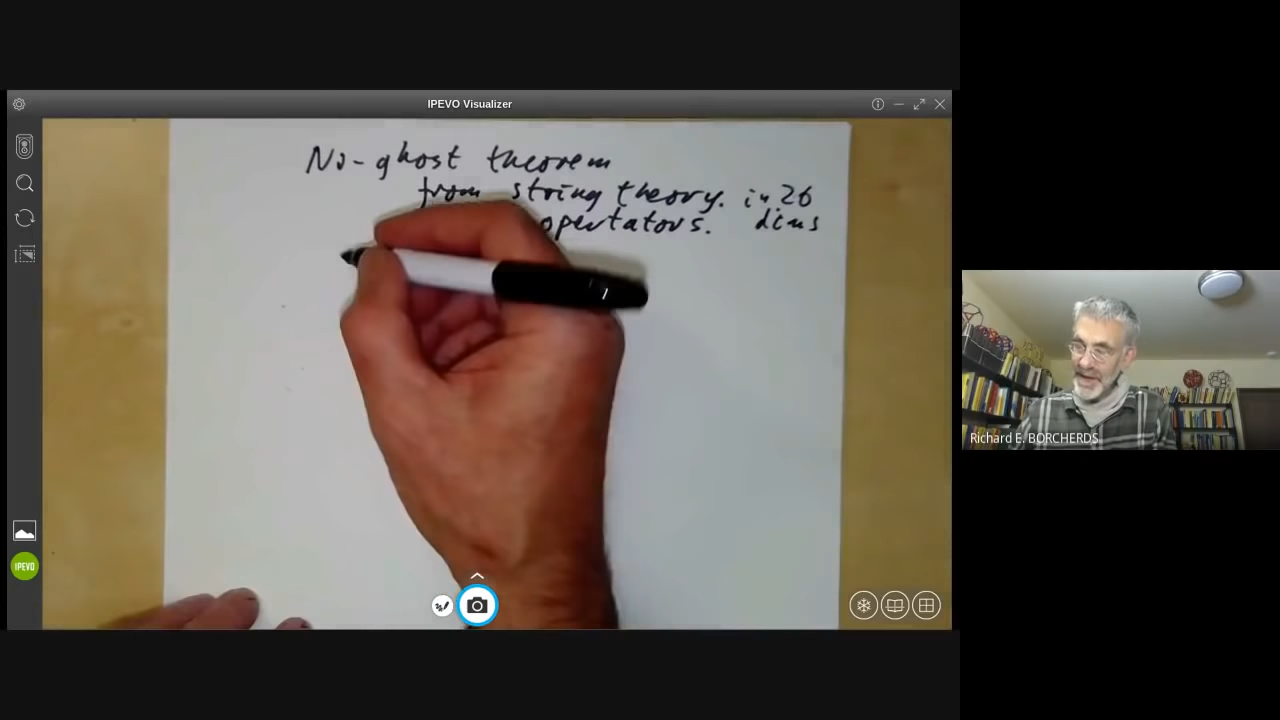 IPEVO Visualizer
No-ghost theorem
from string theory. in 26
opertators. dims
IPEVO
Richard E. BORCHERDS